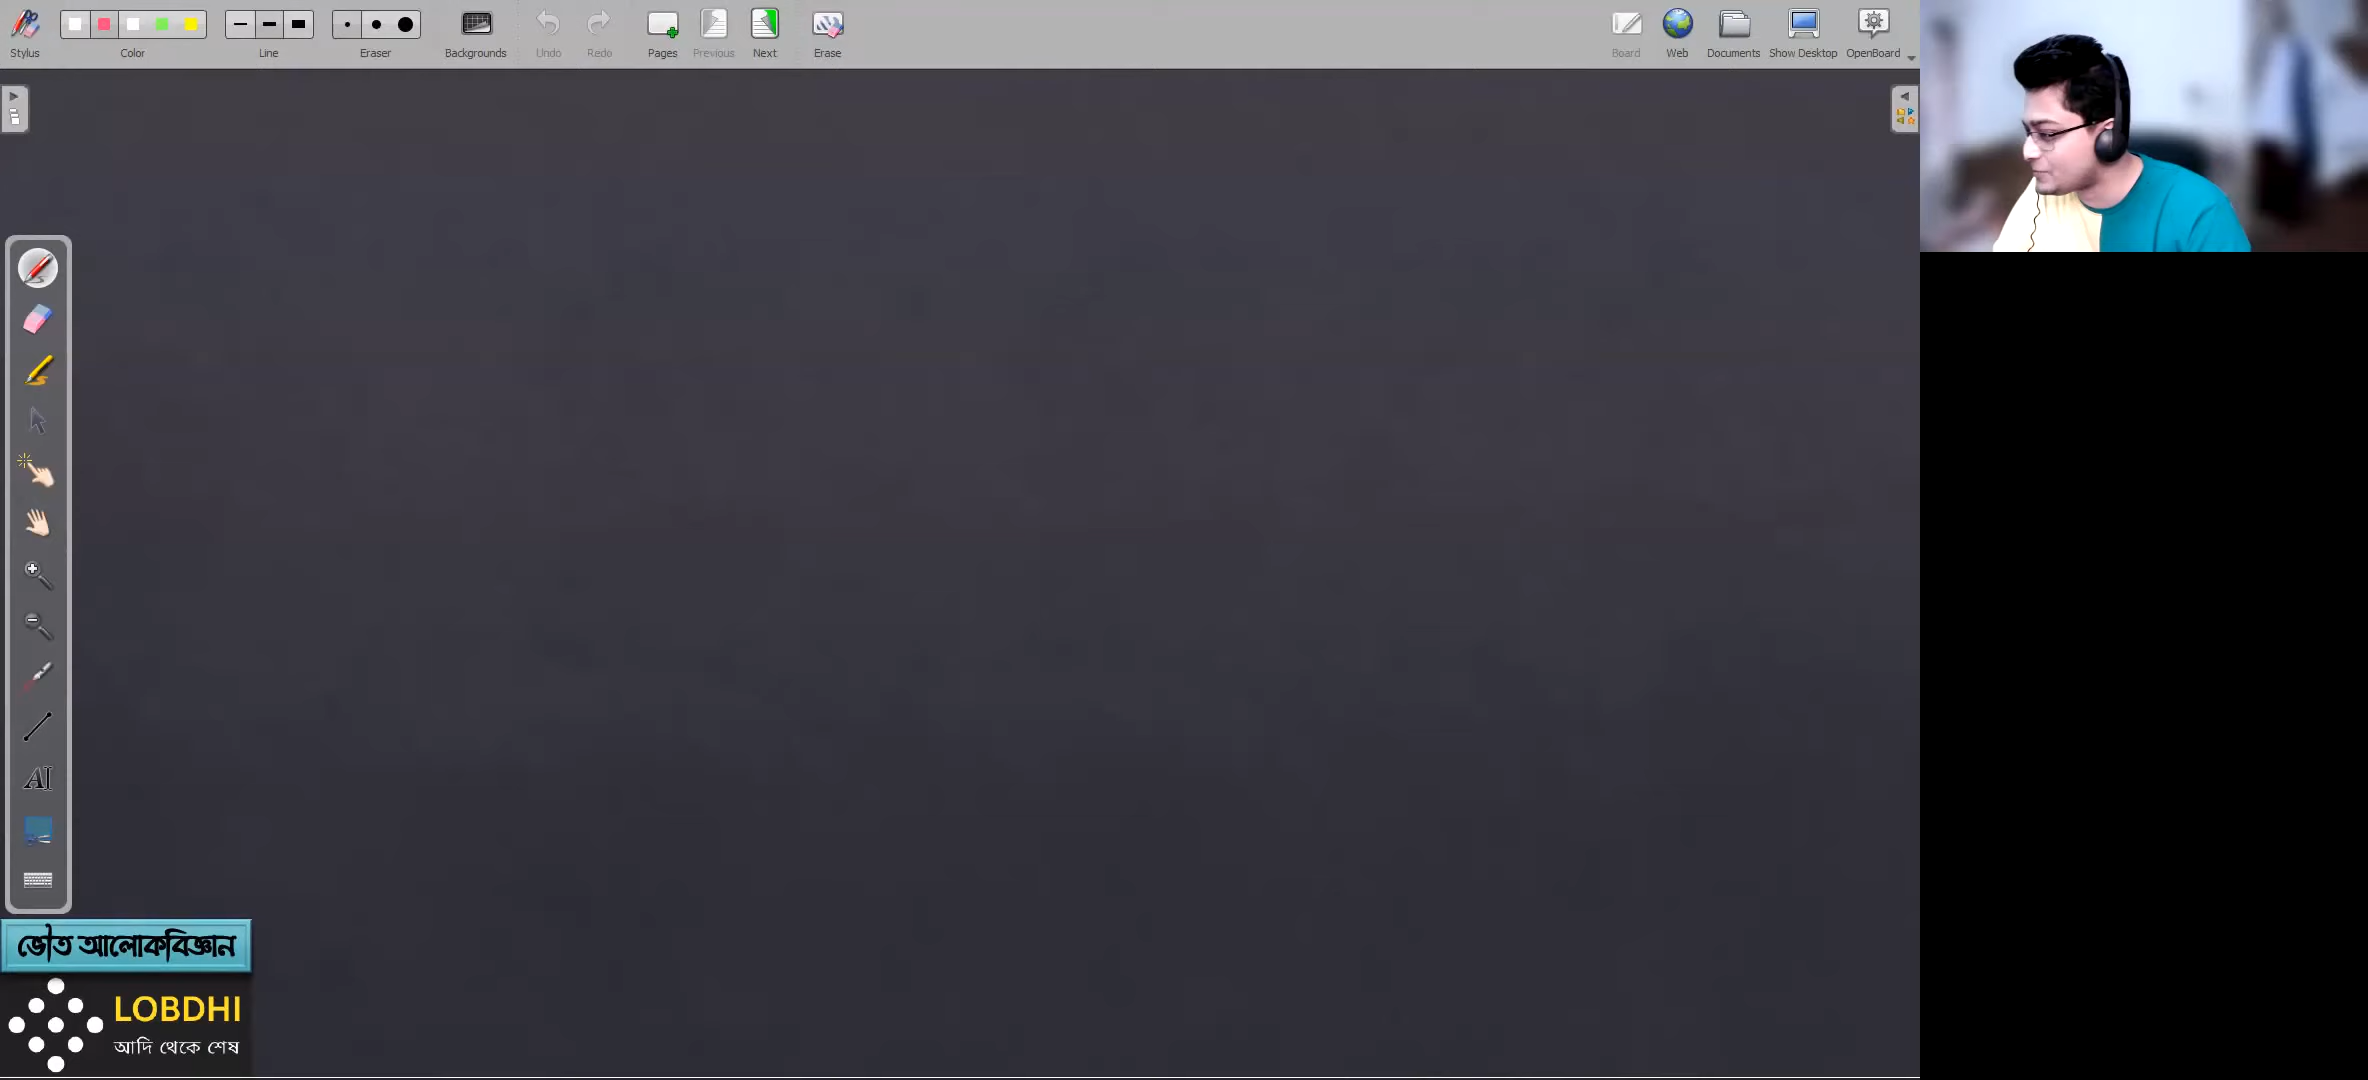 Stylus
Color
Line
Eraser
Backgrounds
Undo
Redo
Pages
Previous
Next
Erase
Board
Web
Documents
Show Desktop
OpenBoard
AI
ভৌত আলোকবিজ্ঞান
LOBDHI
আদি থেকে শেষ